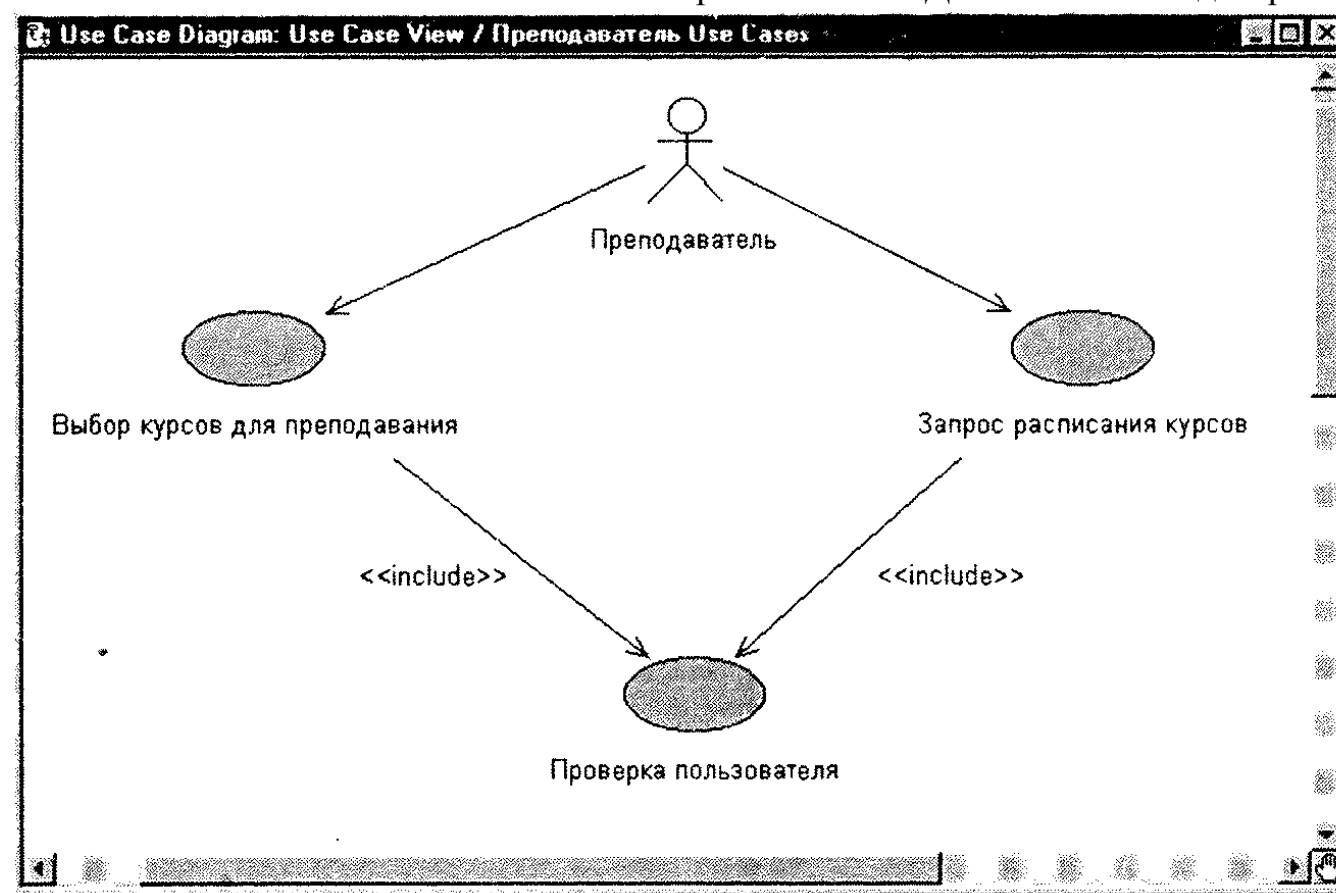 Use Case Diagram: Use Case View / Преподаватель Use Cases
Преподаватель
Выбор курсов для преподавания
Запрос расписания курсов
<<include>>
<<include>>
Проверка пользователя